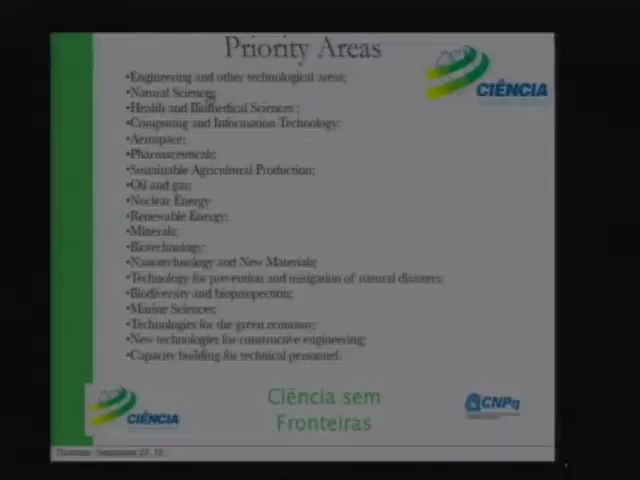 Priority Areas
•Engineering and other technological areas;
•Natural Sciences;
•Health and Biomedical Sciences ;
•Computing and Information Technology;
•Aerospace;
•Pharmaceuticals;
•Sustainable Agricultural Production;
•Oil and gas;
•Nuclear Energy
•Renewable Energy;
•Minerals;
•Biotechnology;
•Nanotechnology and New Materials;
•Technology for prevention and mitigation of natural disasters;
•Biodiversity and bioprospection;
•Marine Sciences;
•Technologies for the green economy;
•New technologies for constructive engineering;
•Capacity building for technical personnel.
CIÊNCIA
CIÊNCIA
Ciência sem
Fronteiras
CNPq